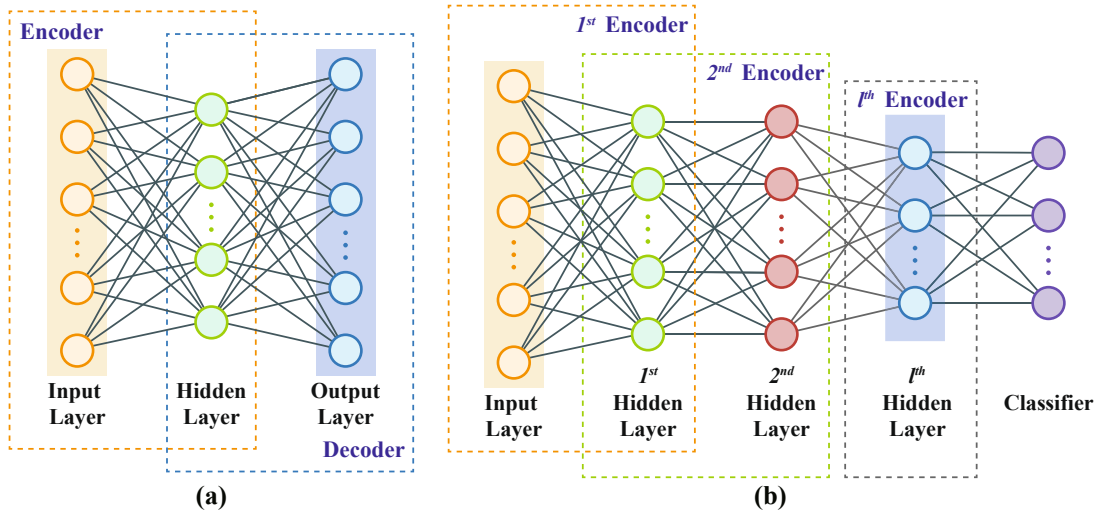 Encoder
Input
Layer
Hidden
Layer
Output
Layer
Decoder
(a)
1st Encoder
2nd Encoder
lth Encoder
Input
Layer
1st
Hidden
Layer
2nd
Hidden
Layer
lth
Hidden
Layer
Classifier
(b)